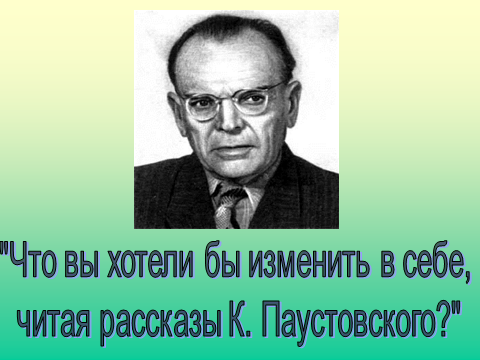 "Что вы хотели бы изменить в себе,
читая рассказы К. Паустовского?"